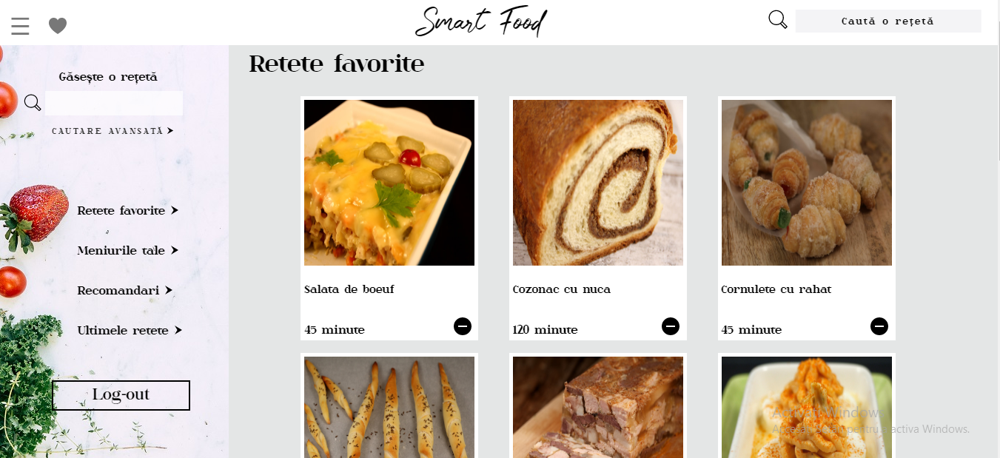 Smart Food
Caută o rețetă
Retete favorite
Găsește o rețetă
CAUTARE AVANSATĂ
Retete favorite
Meniurile tale
Recomandari
Ultimele retete
Log-out
Salata de boeuf
Cozonac cu nuca
Cornulete cu rahat
45 minute
120 minute
45 minute
Activați Windows
Accesați Setări pentru a activa Windows.